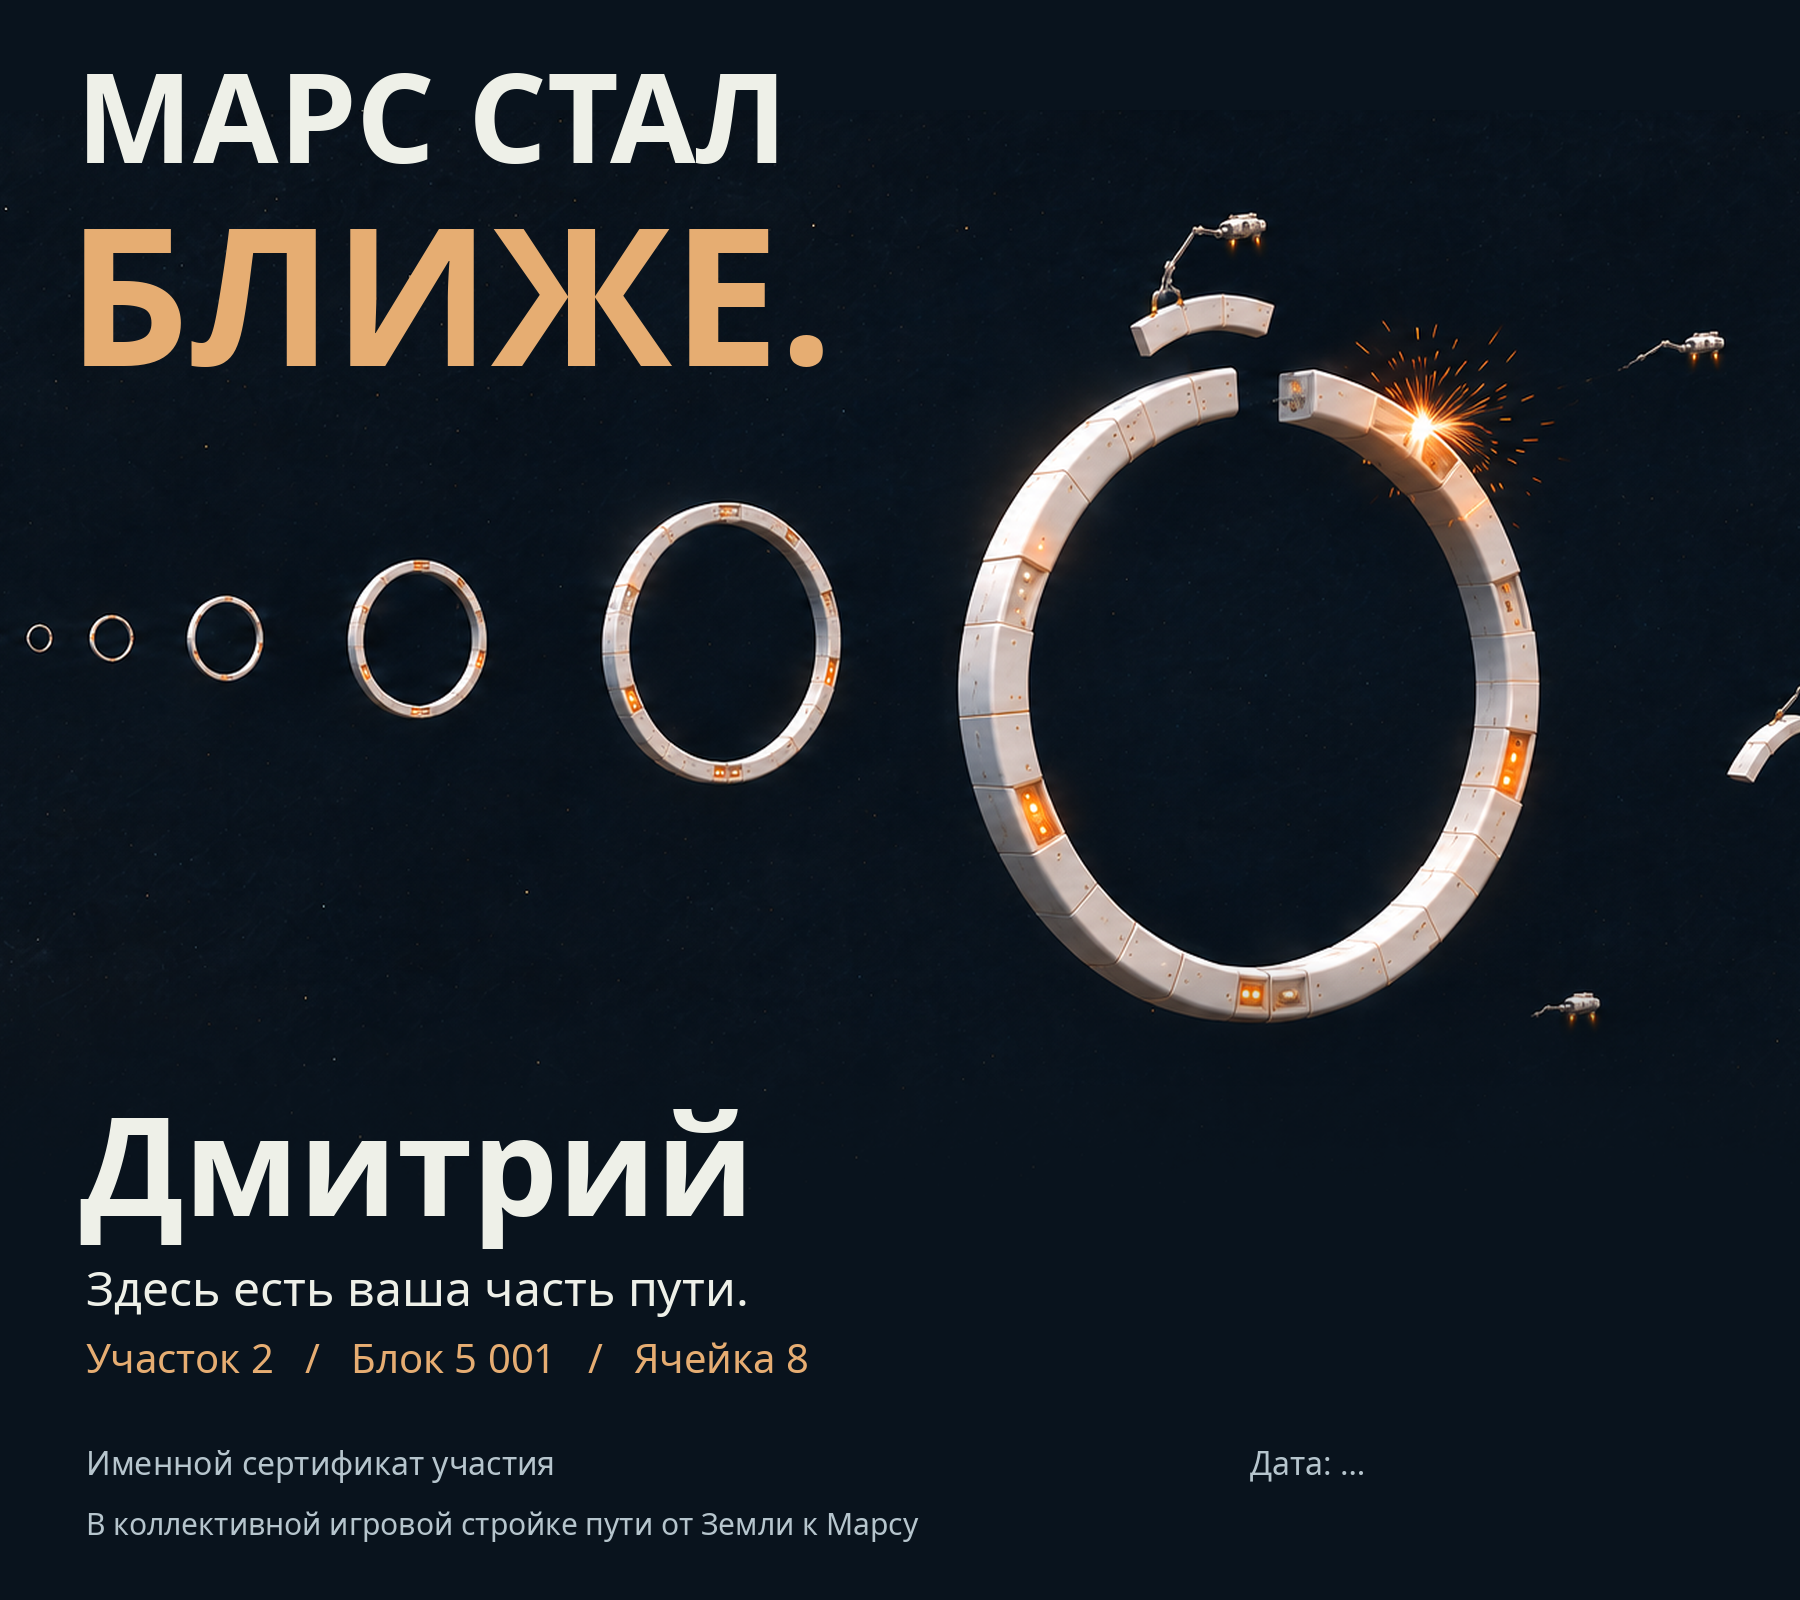 МАРС СТАЛ
БЛИЖЕ.
Дмитрий
Здесь есть ваша часть пути.
Участок 2 / Блок 5 001 / Ячейка 8
Именной сертификат участия
Дата: ...
В коллективной игровой стройке пути от Земли к Марсу